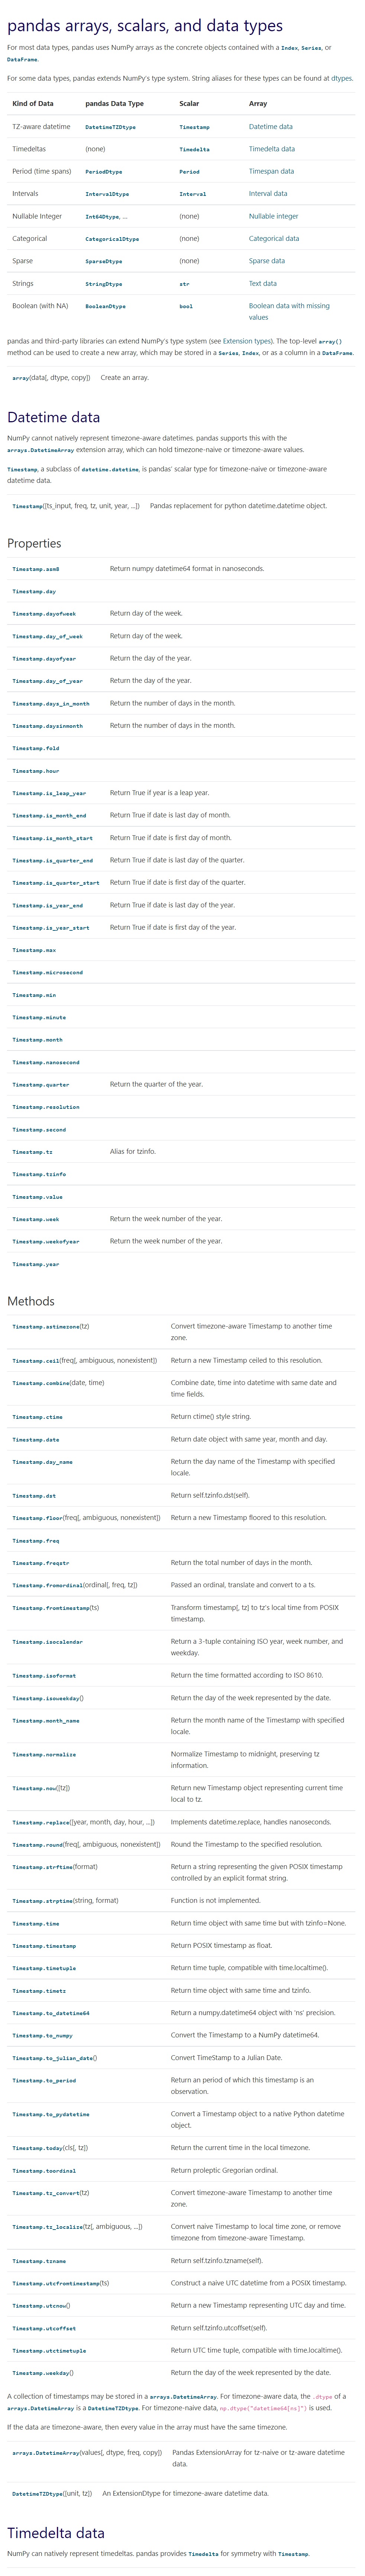 pandas arrays, scalars, and data types
For most data types, pandas uses NumPy arrays as the concrete objects contained with a Index, Series, or
DataFrame.
For some data types, pandas extends NumPy's type system. String aliases for these types can be found at dtypes.
Kind of Data pandas Data Type Scalar Array
TZ-aware datetime DatetimeTZDtype Timestamp Datetime data
Timedeltas (none) Timedelta Timedelta data
Period (time spans) PeriodDtype Period Timespan data
Intervals IntervalDtype Interval Interval data
Nullable Integer Int64Dtype, ... (none) Nullable integer
Categorical CategoricalDtype (none) Categorical data
Sparse SparseDtype (none) Sparse data
Strings StringDtype str Text data
Boolean (with NA) BooleanDtype bool Boolean data with missing
values
pandas and third-party libraries can extend NumPy's type system (see Extension types). The top-level array()
method can be used to create a new array, which may be stored in a Series, Index, or as a column in a DataFrame.
array(data[, dtype, copy]) Create an array.
Datetime data
NumPy cannot natively represent timezone-aware datetimes. pandas supports this with the
arrays.DatetimeArray extension array, which can hold timezone-naive or timezone-aware values.
Timestamp, a subclass of datetime.datetime, is pandas' scalar type for timezone-naive or timezone-aware
datetime data.
Timestamp([ts_input, freq, tz, unit, year, ...]) Pandas replacement for python datetime.datetime object.
Properties
Timestamp.asm8 Return numpy datetime64 format in nanoseconds.
Timestamp.day
Timestamp.dayofweek Return day of the week.
Timestamp.day_of_week Return day of the week.
Timestamp.dayofyear Return the day of the year.
Timestamp.day_of_year Return the day of the year.
Timestamp.days_in_month Return the number of days in the month.
Timestamp.daysinmonth Return the number of days in the month.
Timestamp.fold
Timestamp.hour
Timestamp.is_leap_year Return True if year is a leap year.
Timestamp.is_month_end Return True if date is last day of month.
Timestamp.is_month_start Return True if date is first day of month.
Timestamp.is_quarter_end Return True if date is last day of the quarter.
Timestamp.is_quarter_start Return True if date is first day of the quarter.
Timestamp.is_year_end Return True if date is last day of the year.
Timestamp.is_year_start Return True if date is first day of the year.
Timestamp.max
Timestamp.microsecond
Timestamp.min
Timestamp.minute
Timestamp.month
Timestamp.nanosecond
Timestamp.quarter Return the quarter of the year.
Timestamp.resolution
Timestamp.second
Timestamp.tz Alias for tzinfo.
Timestamp.tzinfo
Timestamp.value
Timestamp.week Return the week number of the year.
Timestamp.weekofyear Return the week number of the year.
Timestamp.year
Methods
Timestamp.astimezone(tz) Convert timezone-aware Timestamp to another time
zone.
Timestamp.ceil(freq[, ambiguous, nonexistent]) Return a new Timestamp ceiled to this resolution.
Timestamp.combine(date, time) Combine date, time into datetime with same date and
time fields.
Timestamp.ctime Return ctime() style string.
Timestamp.date Return date object with same year, month and day.
Timestamp.day_name Return the day name of the Timestamp with specified
locale.
Timestamp.dst Return self.tzinfo.dst(self).
Timestamp.floor(freq[, ambiguous, nonexistent]) Return a new Timestamp floored to this resolution.
Timestamp.freq
Timestamp.freqstr Return the total number of days in the month.
Timestamp.fromordinal(ordinal[, freq, tz]) Passed an ordinal, translate and convert to a ts.
Timestamp.fromtimestamp(ts) Transform timestamp[, tz] to tz's local time from POSIX
timestamp.
Timestamp.isocalendar Return a 3-tuple containing ISO year, week number, and
weekday.
Timestamp.isoformat Return the time formatted according to ISO 8610.
Timestamp.isoweekday() Return the day of the week represented by the date.
Timestamp.month_name Return the month name of the Timestamp with specified
locale.
Timestamp.normalize Normalize Timestamp to midnight, preserving tz
information.
Timestamp.now([tz]) Return new Timestamp object representing current time
local to tz.
Timestamp.replace([year, month, day, hour, ...]) Implements datetime.replace, handles nanoseconds.
Timestamp.round(freq[, ambiguous, nonexistent]) Round the Timestamp to the specified resolution.
Timestamp.strftime(format) Return a string representing the given POSIX timestamp
controlled by an explicit format string.
Timestamp.strptime(string, format) Function is not implemented.
Timestamp.time Return time object with same time but with tzinfo=None.
Timestamp.timestamp Return POSIX timestamp as float.
Timestamp.timetuple Return time tuple, compatible with time.localtime().
Timestamp.timetz Return time object with same time and tzinfo.
Timestamp.to_datetime64 Return a numpy.datetime64 object with 'ns' precision.
Timestamp.to_numpy Convert the Timestamp to a NumPy datetime64.
Timestamp.to_julian_date() Convert TimeStamp to a Julian Date.
Timestamp.to_period Return an period of which this timestamp is an
observation.
Timestamp.to_pydatetime Convert a Timestamp object to a native Python datetime
object.
Timestamp.today(cls[, tz]) Return the current time in the local timezone.
Timestamp.toordinal Return proleptic Gregorian ordinal.
Timestamp.tz_convert(tz) Convert timezone-aware Timestamp to another time
zone.
Timestamp.tz_localize(tz[, ambiguous, ...]) Convert naive Timestamp to local time zone, or remove
timezone from timezone-aware Timestamp.
Timestamp.tzname Return self.tzinfo.tzname(self).
Timestamp.utcfromtimestamp(ts) Construct a naive UTC datetime from a POSIX timestamp.
Timestamp.utcnow() Return a new Timestamp representing UTC day and time.
Timestamp.utcoffset Return self.tzinfo.utcoffset(self).
Timestamp.utctimetuple Return UTC time tuple, compatible with time.localtime().
Timestamp.weekday() Return the day of the week represented by the date.
A collection of timestamps may be stored in a arrays.DatetimeArray. For timezone-aware data, the .dtype of a
arrays.DatetimeArray is a DatetimeTZDtype. For timezone-naive data, np.dtype("datetime64[ns]") is used.
If the data are timezone-aware, then every value in the array must have the same timezone.
arrays.DatetimeArray(values[, dtype, freq, copy]) Pandas ExtensionArray for tz-naive or tz-aware datetime
data.
DatetimeTZDtype([unit, tz]) An ExtensionDtype for timezone-aware datetime data.
Timedelta data
NumPy can natively represent timedeltas. pandas provides Timedelta for symmetry with Timestamp.